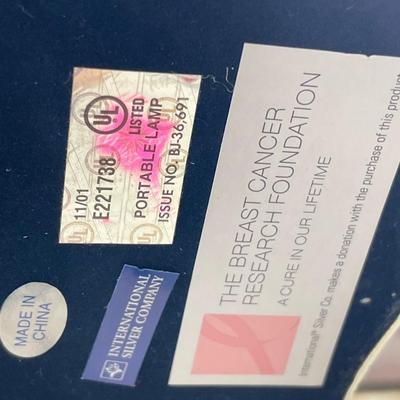 11/01
E221738
UL
LISTED
PORTABLE LAMP
ISSUE NO. BJ-36,691
MADE IN
CHINA
INTERNATIONAL
SILVER COMPANY
THE BREAST CANCER
RESEARCH FOUNDATION
A CURE IN OUR LIFETIME
International® Silver Co. makes a donation with the purchase of this product